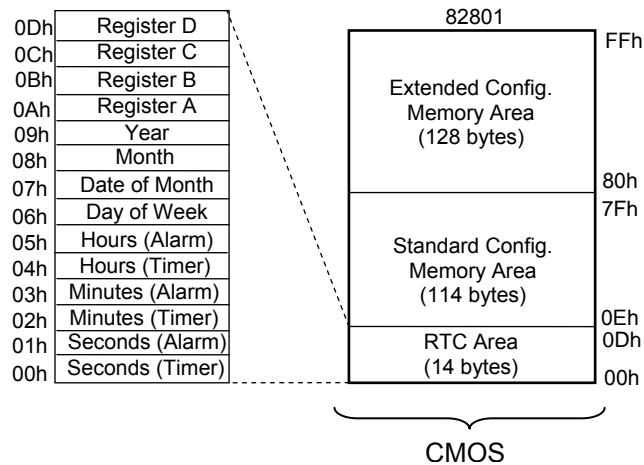 0Dh Register D
0Ch Register C
0Bh Register B
0Ah Register A
09h Year
08h Month
07h Date of Month
06h Day of Week
05h Hours (Alarm)
04h Hours (Timer)
03h Minutes (Alarm)
02h Minutes (Timer)
01h Seconds (Alarm)
00h Seconds (Timer)
82801
FFh
Extended Config.
Memory Area
(128 bytes)
80h
7Fh
Standard Config.
Memory Area
(114 bytes)
0Eh
0Dh
RTC Area
(14 bytes)
00h
CMOS